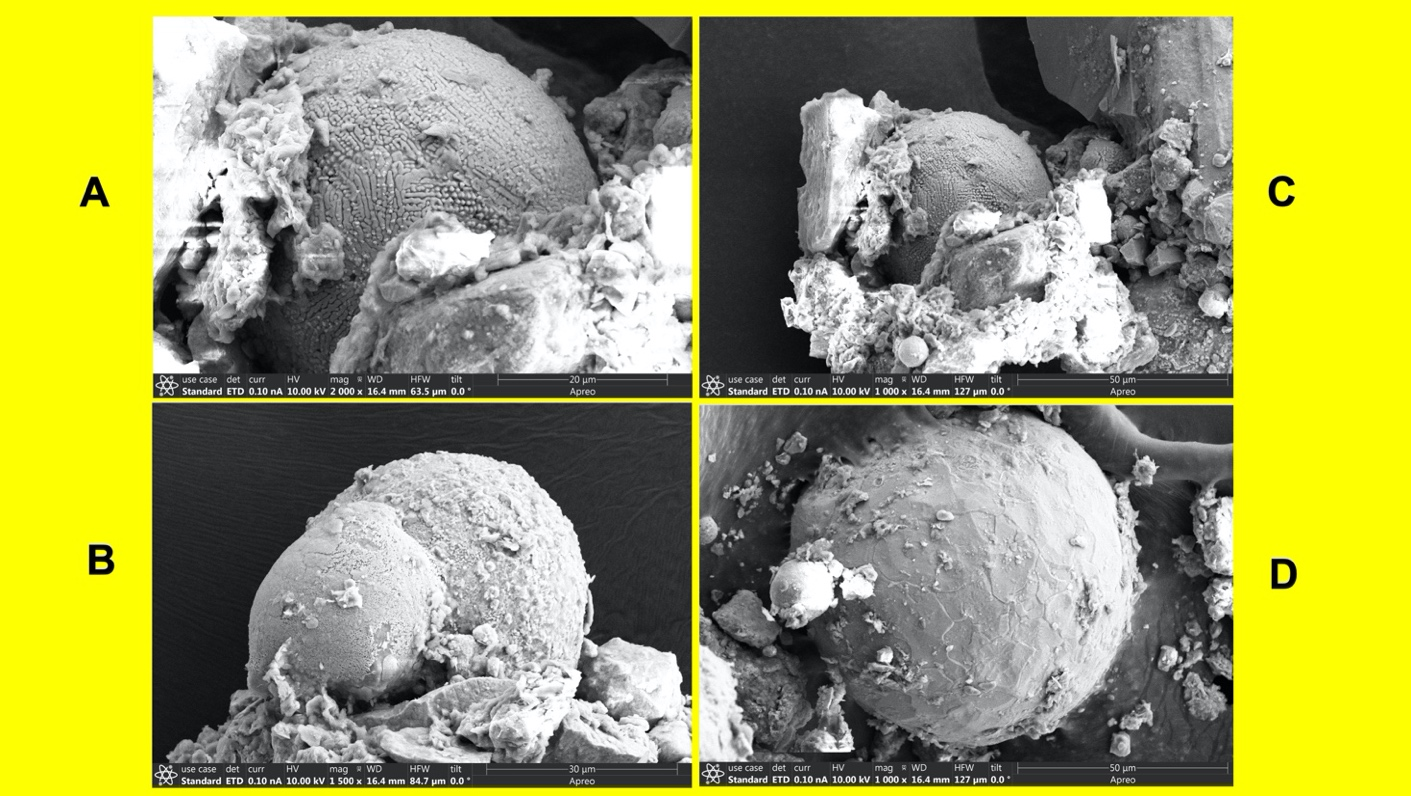 A
use case det curr HV mag WD HFW tilt 20 µm
Standard ETD 0.10 nA 10.00 kV 2 000 x 16.4 mm 63.5 µm 0.0 ° Apreo
C
use case det curr HV mag WD HFW tilt 50 µm
Standard ETD 0.10 nA 10.00 kV 1 000 x 16.4 mm 127 µm 0.0 ° Apreo
B
use case det curr HV mag WD HFW tilt 30 µm
Standard ETD 0.10 nA 10.00 kV 1 500 x 16.4 mm 84.7 µm 0.0 ° Apreo
D
use case det curr HV mag WD HFW tilt 50 µm
Standard ETD 0.10 nA 10.00 kV 1 000 x 16.4 mm 127 µm 0.0 ° Apreo